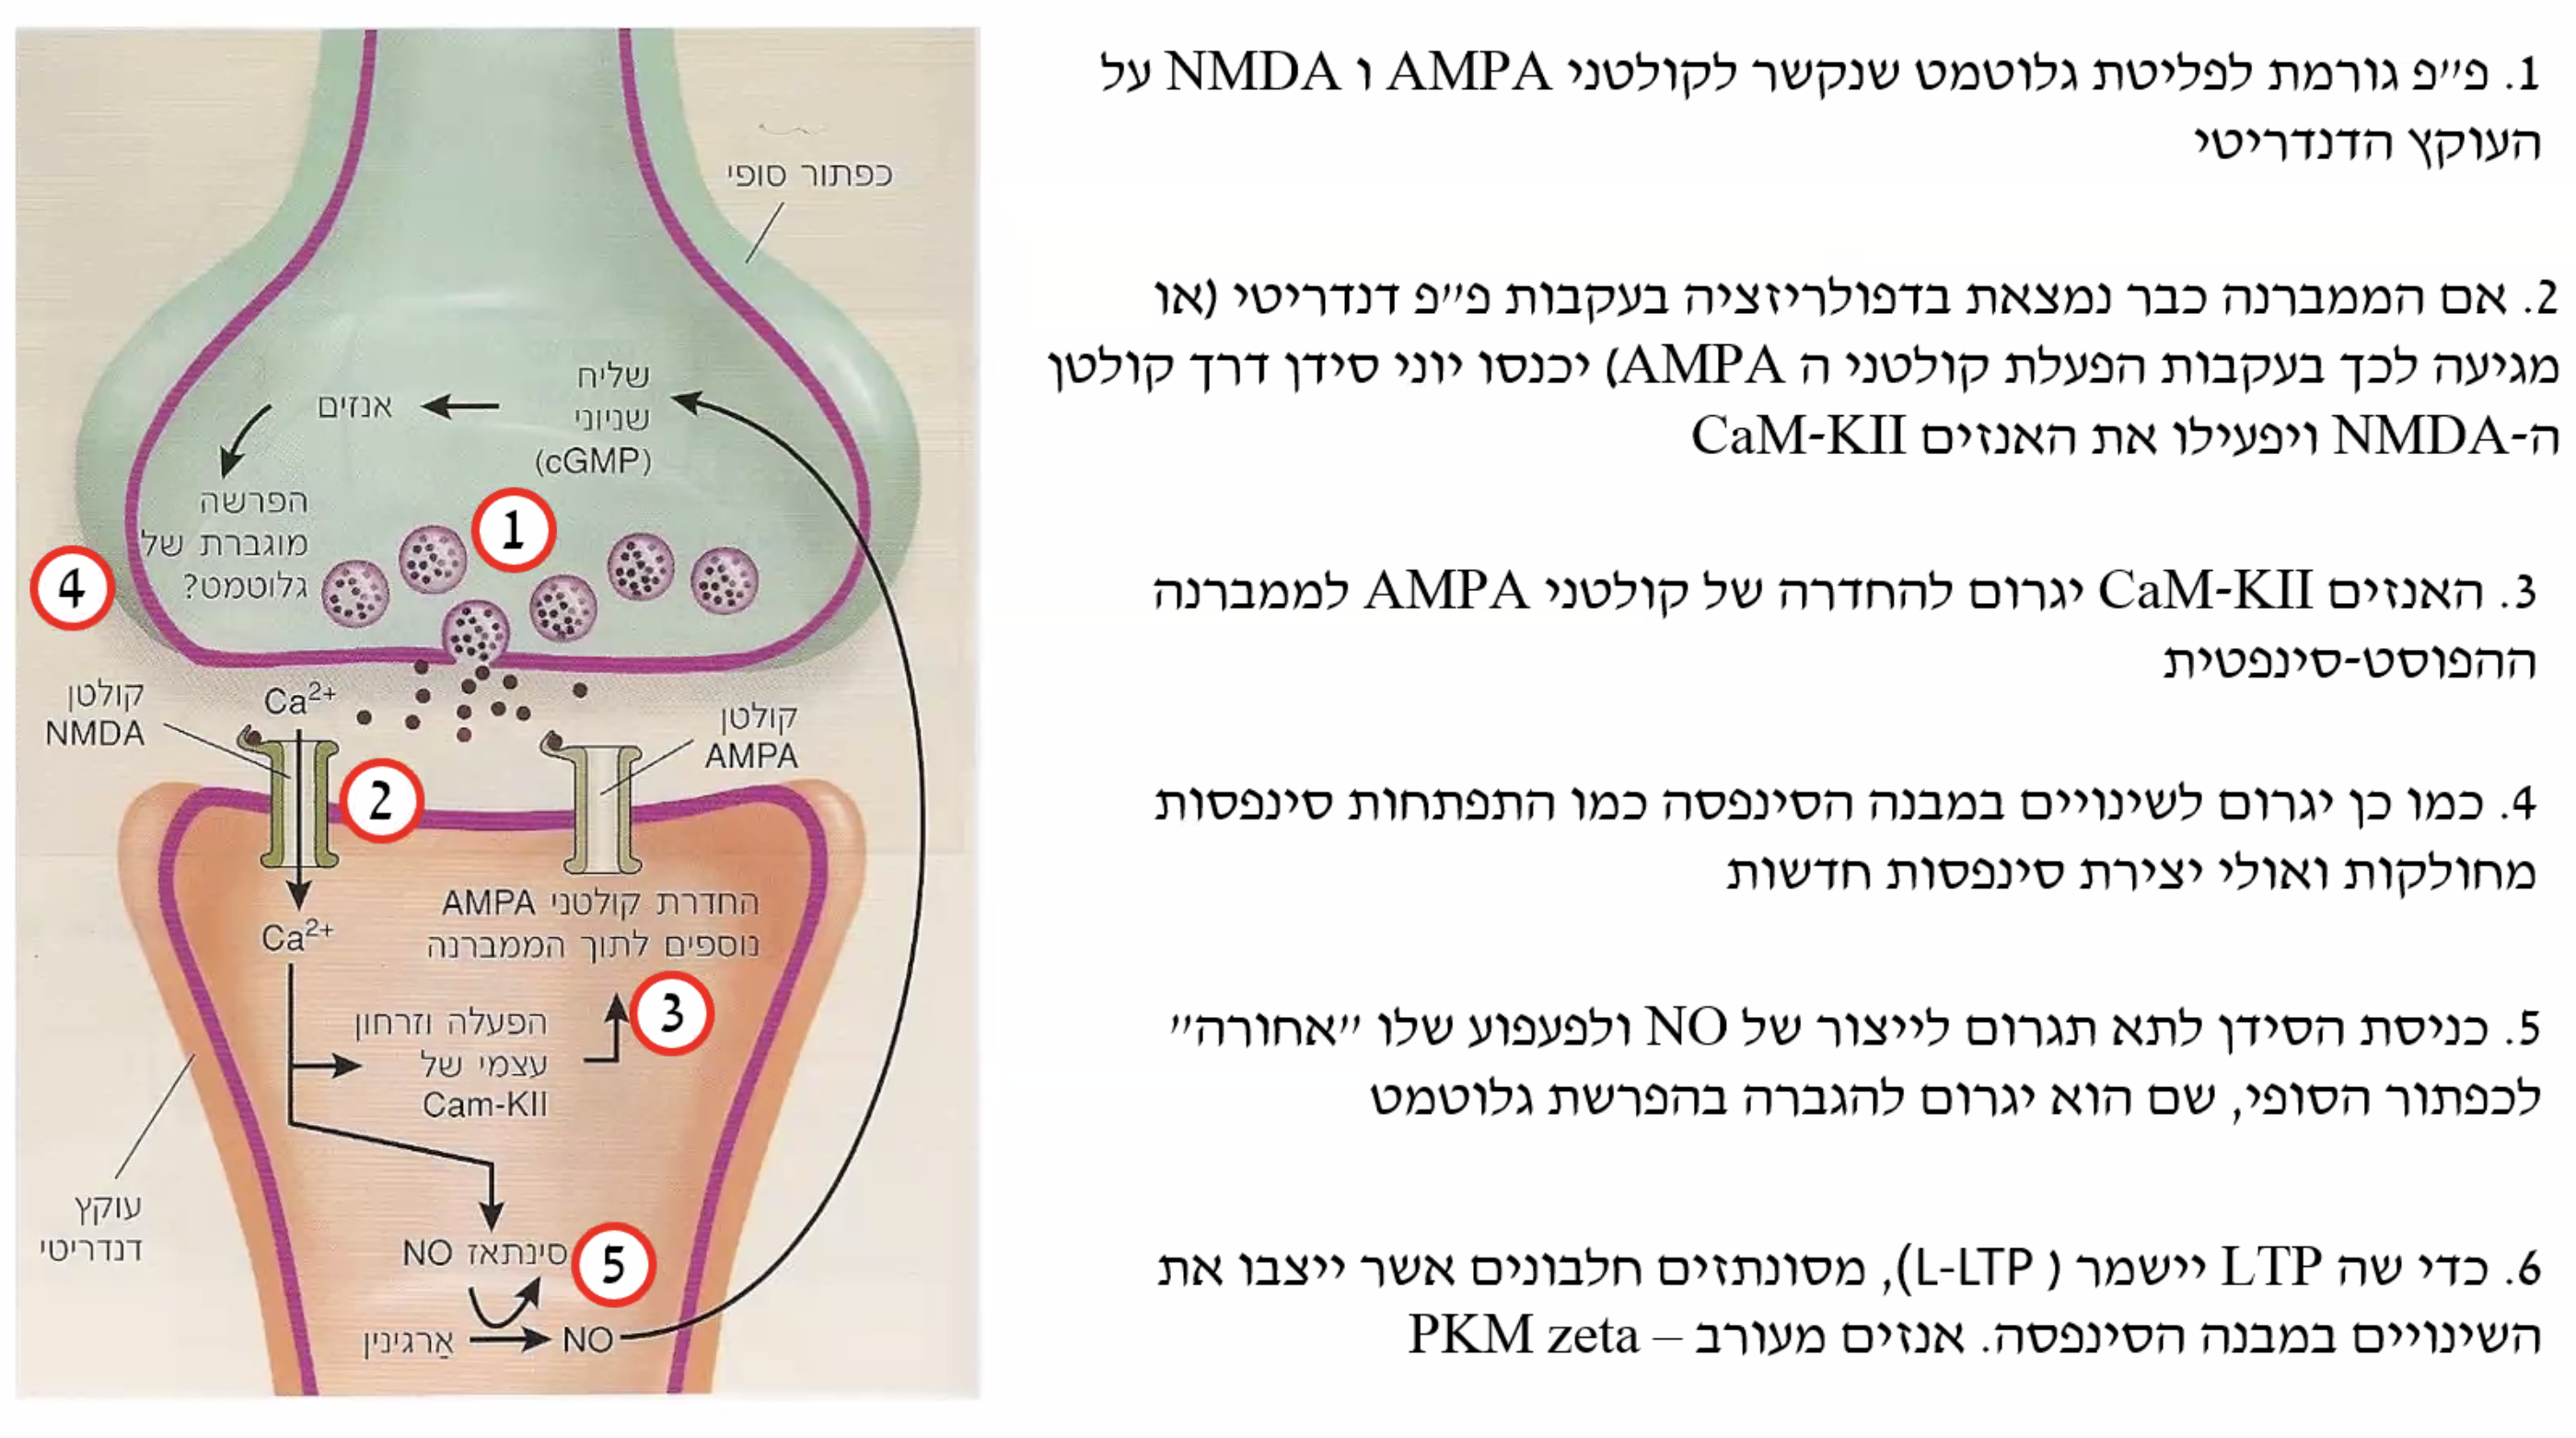 1. פ״פ גורמת לפליטת גלוטמט שנקשר לקולטני AMPA ו NMDA על
העוקץ הדנדריטי
2. אם הממברנה כבר נמצאת בדפולריזציה בעקבות פ״פ דנדריטי (או
מגיעה לכך בעקבות הפעלת קולטני ה AMPA) יכנסו יוני סידן דרך קולטן
ה-NMDA ויפעילו את האנזים CaM-KII
3. האנזים CaM-KII יגרום להחדרה של קולטני AMPA לממברנה
ההפוסט-סינפטית
4. כמו כן יגרום לשינויים במבנה הסינפסה כמו התפתחות סינפסות
מחולקות ואולי יצירת סינפסות חדשות
5. כניסת הסידן לתא תגרום לייצור של NO ולפעפוע שלו ״אחורה״
לכפתור הסופי, שם הוא יגרום להגברה בהפרשת גלוטמט
6. כדי שה LTP יישמר ( L-LTP), מסונתזים חלבונים אשר ייצבו את
השינויים במבנה הסינפסה. אנזים מעורב – PKM zeta
כפתור סופי
שליח
שניוני
(cGMP)
אנזים
הפרשה
מוגברת של
גלוטמט?
1
4
קולטן
NMDA
Ca2+
קולטן
AMPA
2
Ca2+
החדרת קולטני AMPA
נוספים לתוך הממברנה
3
הפעלה וזרחון
עצמי של
Cam-KII
עוקץ
דנדריטי
סינתאז NO
5
אַרגינין
NO